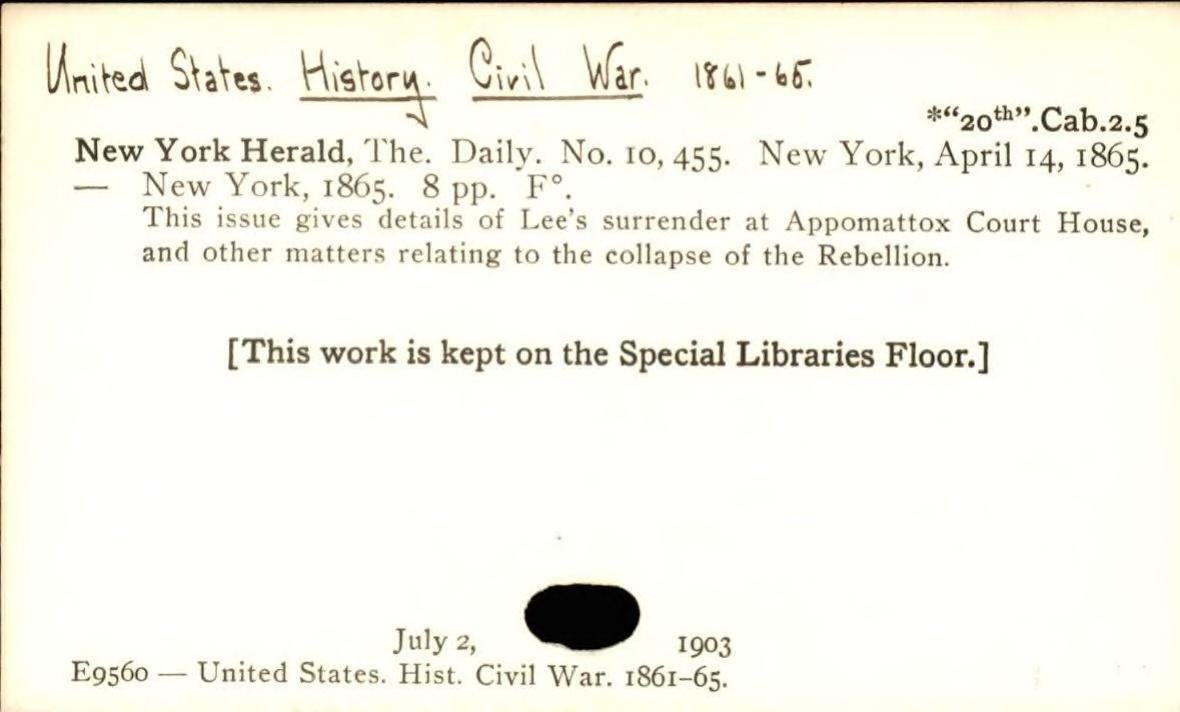 United States. History. Civil War. 1861-65.
*“20th”.Cab.2.5
New York Herald, The. Daily. No. 10, 455. New York, April 14, 1865.
— New York, 1865. 8 pp. F°.
This issue gives details of Lee's surrender at Appomattox Court House,
and other matters relating to the collapse of the Rebellion.
[This work is kept on the Special Libraries Floor.]
July 2, 1903
E9560 — United States. Hist. Civil War. 1861–65.